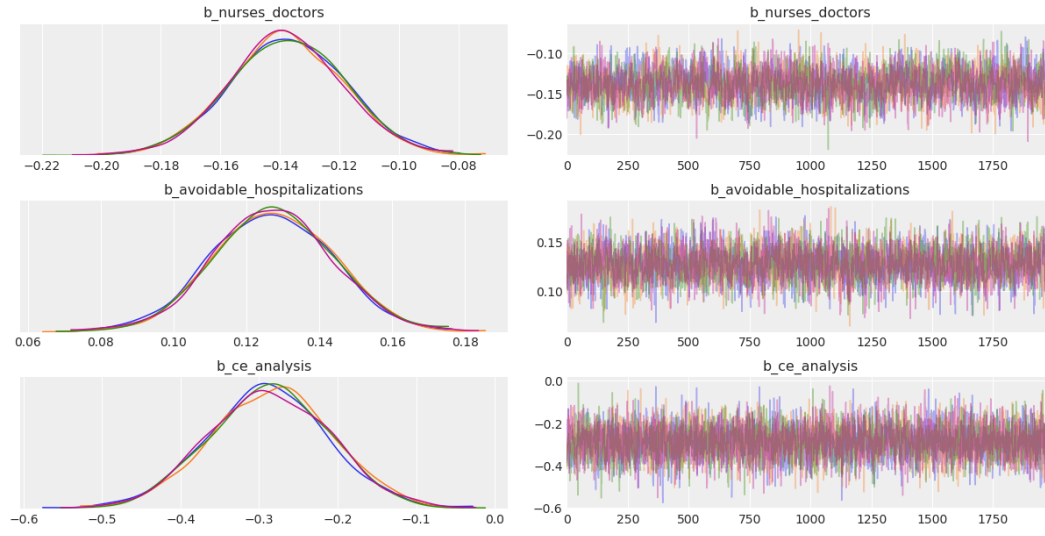 b_nurses_doctors
−0.22 −0.20 −0.18 −0.16 −0.14 −0.12 −0.10 −0.08
b_nurses_doctors
−0.10
−0.15
−0.20
0 250 500 750 1000 1250 1500 1750
b_avoidable_hospitalizations
0.06 0.08 0.10 0.12 0.14 0.16 0.18
b_avoidable_hospitalizations
0.15
0.10
0 250 500 750 1000 1250 1500 1750
b_ce_analysis
−0.6 −0.5 −0.4 −0.3 −0.2 −0.1 0.0
b_ce_analysis
0.0
−0.2
−0.4
−0.6
0 250 500 750 1000 1250 1500 1750